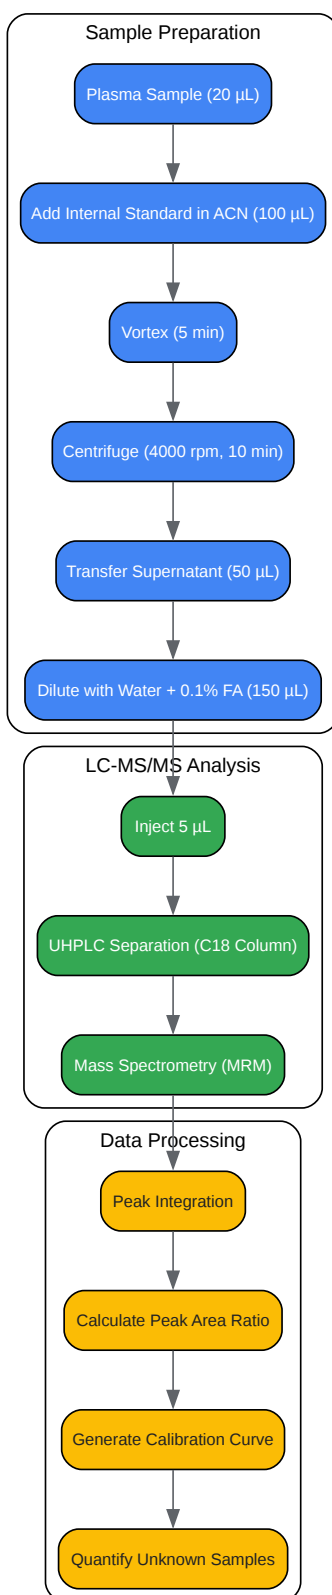 Sample Preparation
Plasma Sample (20 µL)
Add Internal Standard in ACN (100 µL)
Vortex (5 min)
Centrifuge (4000 rpm, 10 min)
Transfer Supernatant (50 µL)
Dilute with Water + 0.1% FA (150 µL)
LC-MS/MS Analysis
Inject 5 µL
UHPLC Separation (C18 Column)
Mass Spectrometry (MRM)
Data Processing
Peak Integration
Calculate Peak Area Ratio
Generate Calibration Curve
Quantify Unknown Samples